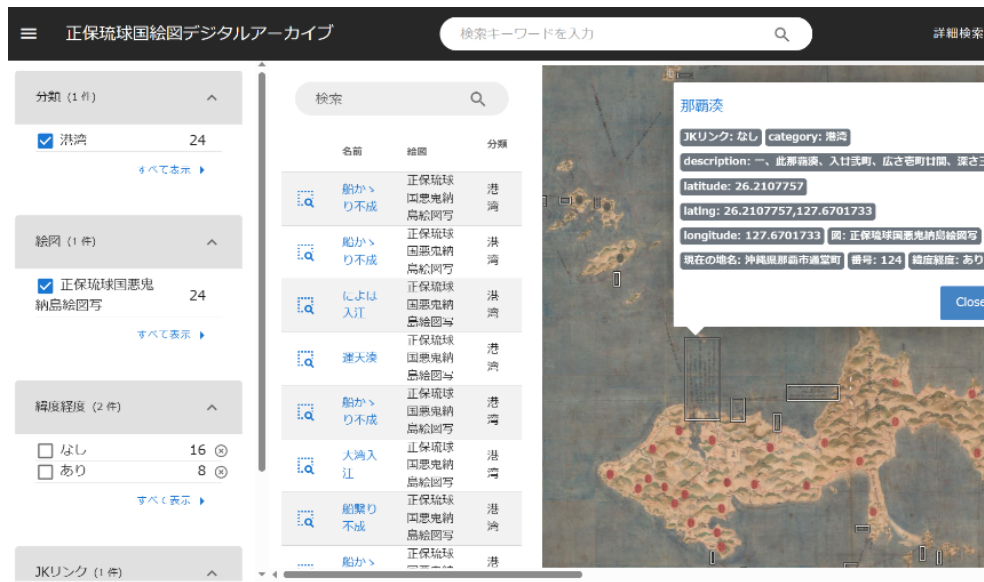 正保琉球国絵図デジタルアーカイブ
検索キーワードを入力
詳細検索
分類 (1 件)
港湾 24
すべて表示
絵図 (1 件)
正保琉球国悪鬼
納島絵図写 24
すべて表示
緯度経度 (2 件)
なし 16
あり 8
すべて表示
JKリンク (1 件)
検索
名前 絵図 分類
船かゝ
り不成
正保琉球
国悪鬼納
島絵図写
港
湾
船かゝ
り不成
正保琉球
国悪鬼納
島絵図写
港
湾
によは
入江
正保琉球
国悪鬼納
島絵図写
港
湾
運天湊
正保琉球
国悪鬼納
島絵図写
港
湾
船かゝ
り不成
正保琉球
国悪鬼納
島絵図写
港
湾
大湾入
江
正保琉球
国悪鬼納
島絵図写
港
湾
船繋り
不成
正保琉球
国悪鬼納
島絵図写
港
湾
船かゝ
正保琉球
港
那覇湊
JKリンク: なし category: 港湾
description: 一、此那覇湊、入廿弐町、広さ壱町廿間、深さ三
latitude: 26.2107757
latlng: 26.2107757,127.6701733
longitude: 127.6701733 図: 正保琉球国悪鬼納島絵図写
現在の地名: 沖縄県那覇市通堂町 番号: 124 緯度経度: あり
Close